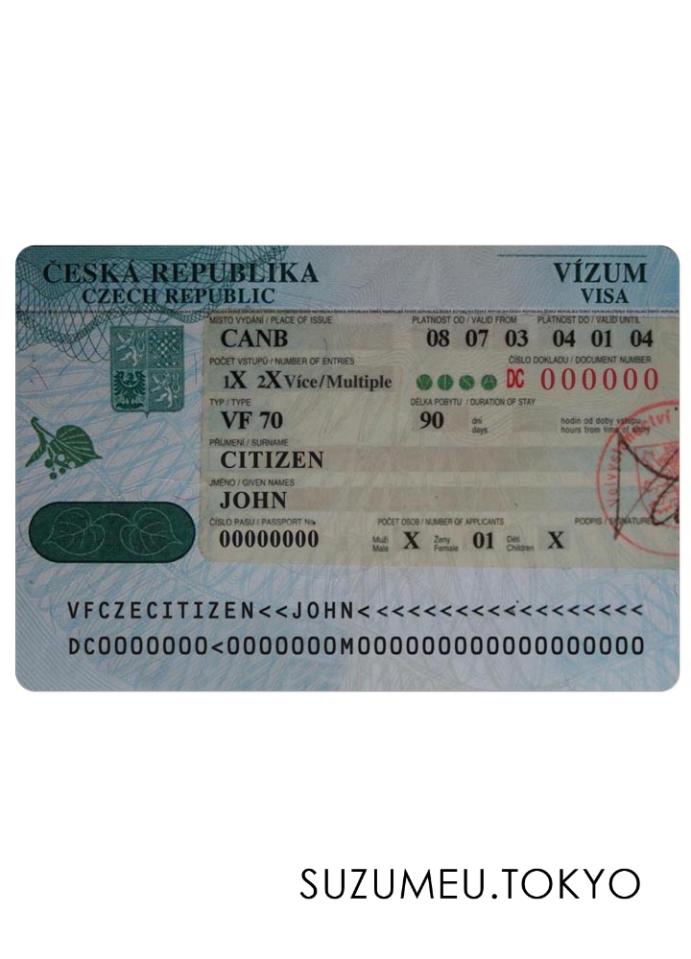 ČESKÁ REPUBLIKA VÍZUM
CZECH REPUBLIC VISA
MÍSTO VYDÁNÍ / PLACE OF ISSUE PLATNOST OD / VALID FROM PLATNOST DO / VALID UNTIL
CANB 08 07 03 04 01 04
POČET VSTUPŮ / NUMBER OF ENTRIES ČÍSLO DOKLADU / DOCUMENT NUMBER
1X 2X Více/Multiple DC 000000
TYP / TYPE DÉLKA POBYTU / DURATION OF STAY
VF 70 90 dní days hodin od doby vstupu hours from time of entry
PŘÍJMENÍ / SURNAME
CITIZEN
JMÉNO / GIVEN NAMES
JOHN
ČÍSLO PASU / PASSPORT No. POČET OSOB / NUMBER OF APPLICANTS PODPIS / SIGNATURE
00000000 Muži Male X Ženy Female 01 Děti Children X
VFCZECITIZEN<<JOHN<<<<<<<<<<<<<<<<<<
DC0000000<0000000M000000000000000000
SUZUMEU.TOKYO